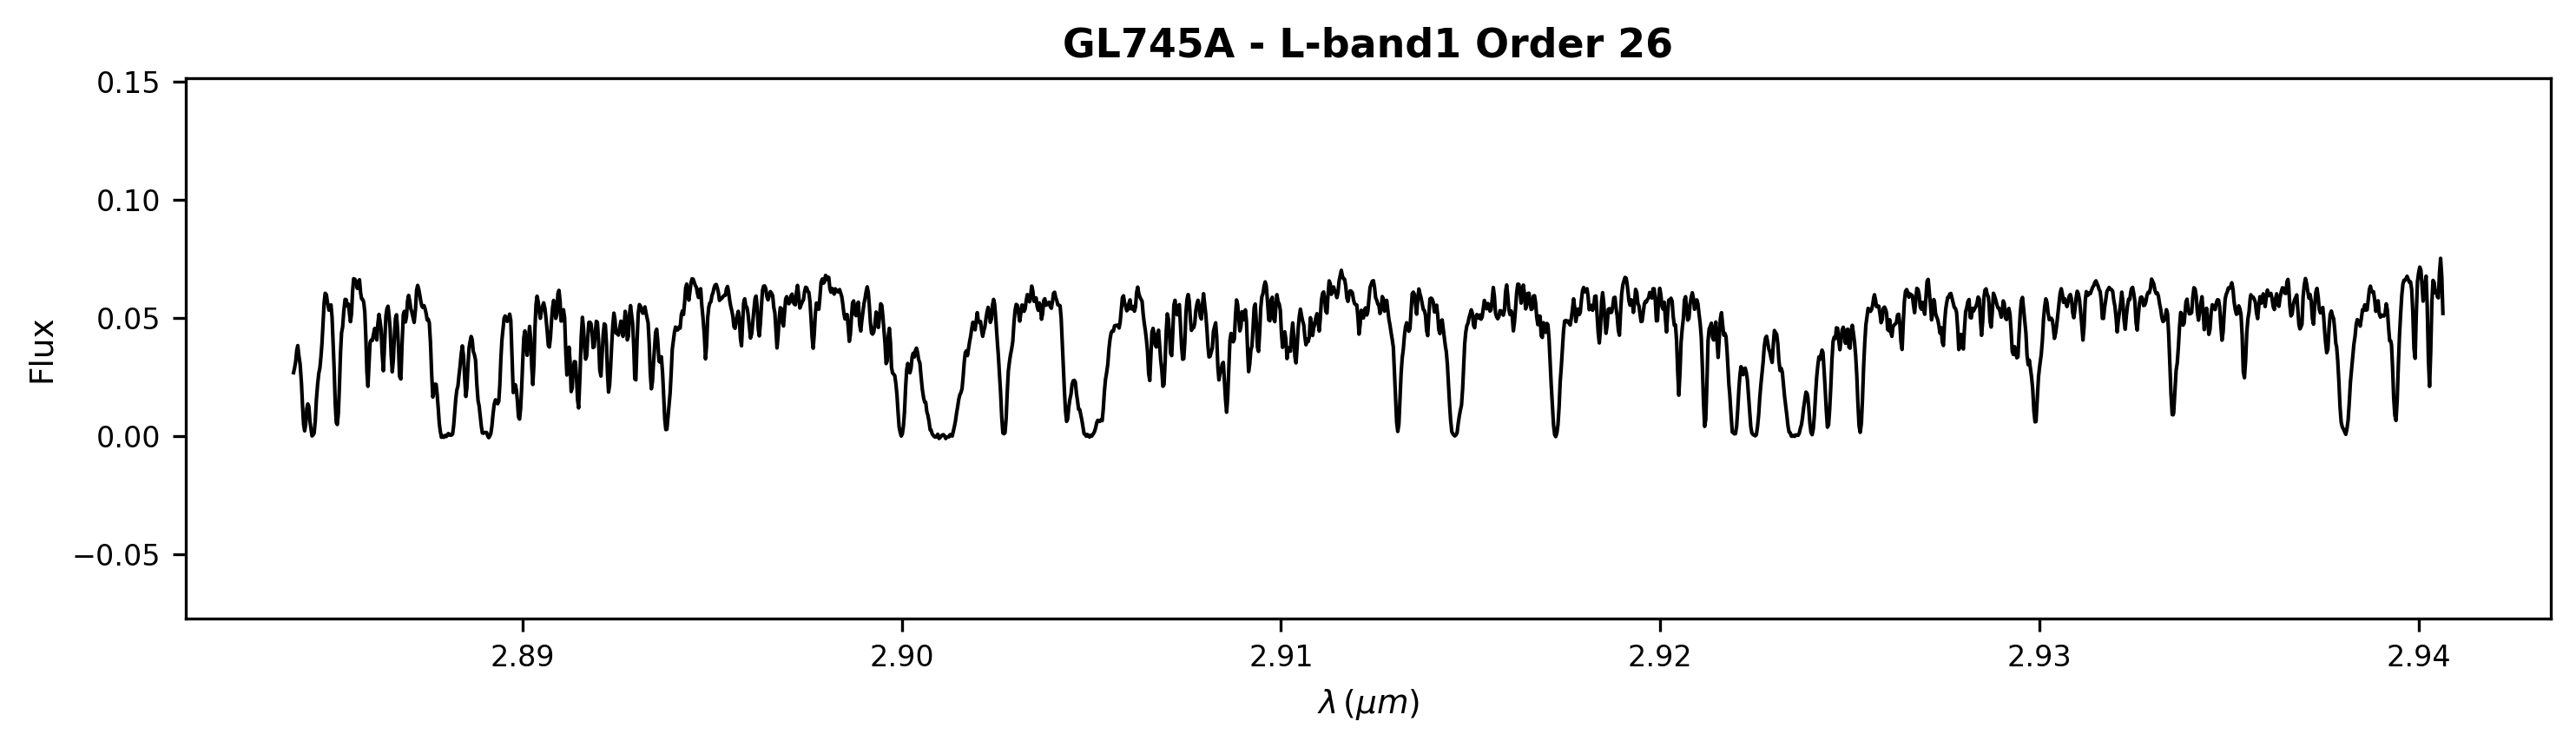 GL745A - L-band1 Order 26
0.15
0.10
0.05
0.00
−0.05
Flux
2.89 2.90 2.91 2.92 2.93 2.94
λ (μm)